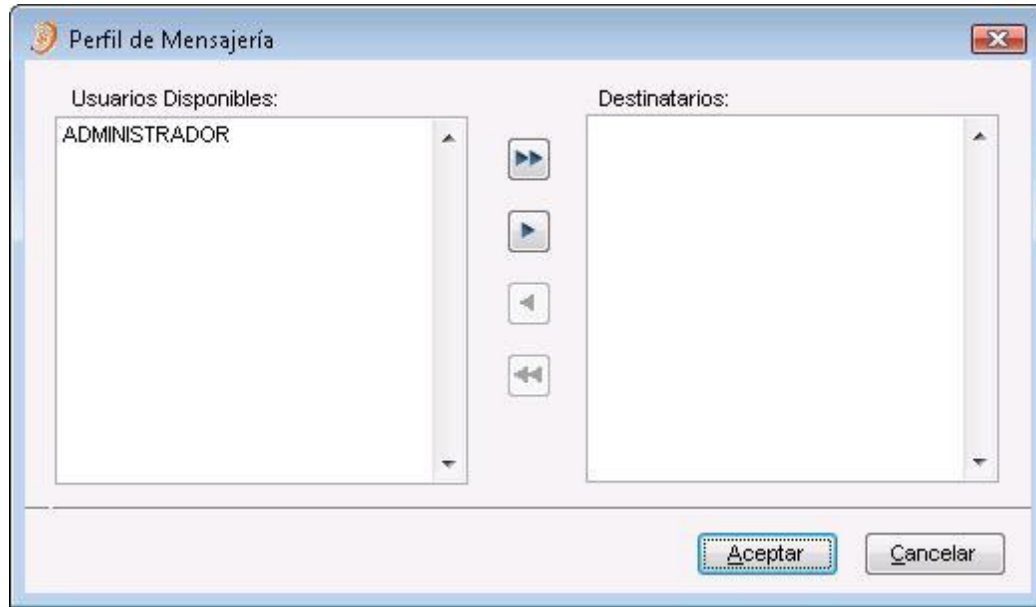 Perfil de Mensajería
Usuarios Disponibles:
ADMINISTRADOR
Destinatarios:
Aceptar
Cancelar